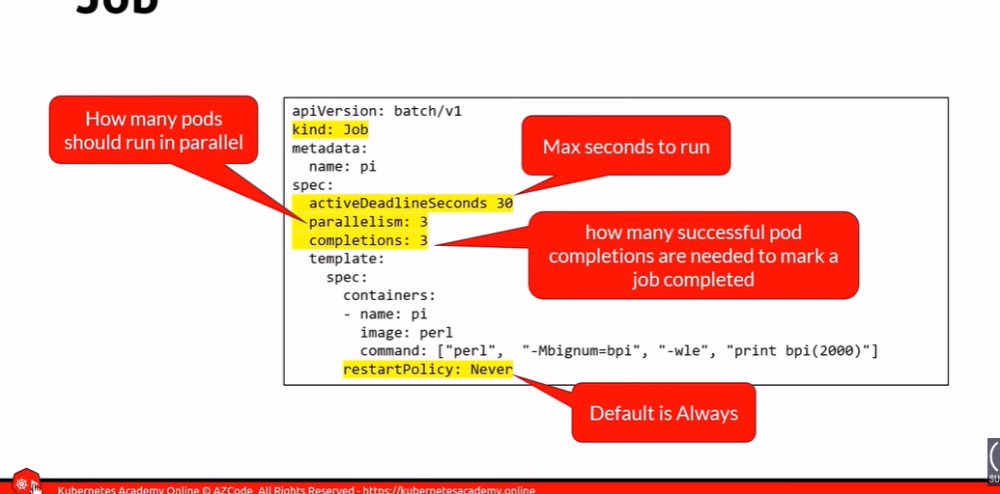 JOB
How many pods
should run in parallel
apiVersion: batch/v1
kind: Job
metadata:
name: pi
spec:
activeDeadlineSeconds 30
parallelism: 3
completions: 3
template:
spec:
containers:
- name: pi
image: perl
command: ["perl", "-Mbignum=bpi", "-wle", "print bpi(2000)"]
restartPolicy: Never
Max seconds to run
how many successful pod
completions are needed to mark a
job completed
Default is Always
Kubernetes Academy Online © AZCode. All Rights Reserved - https://kubernetesacademy.online